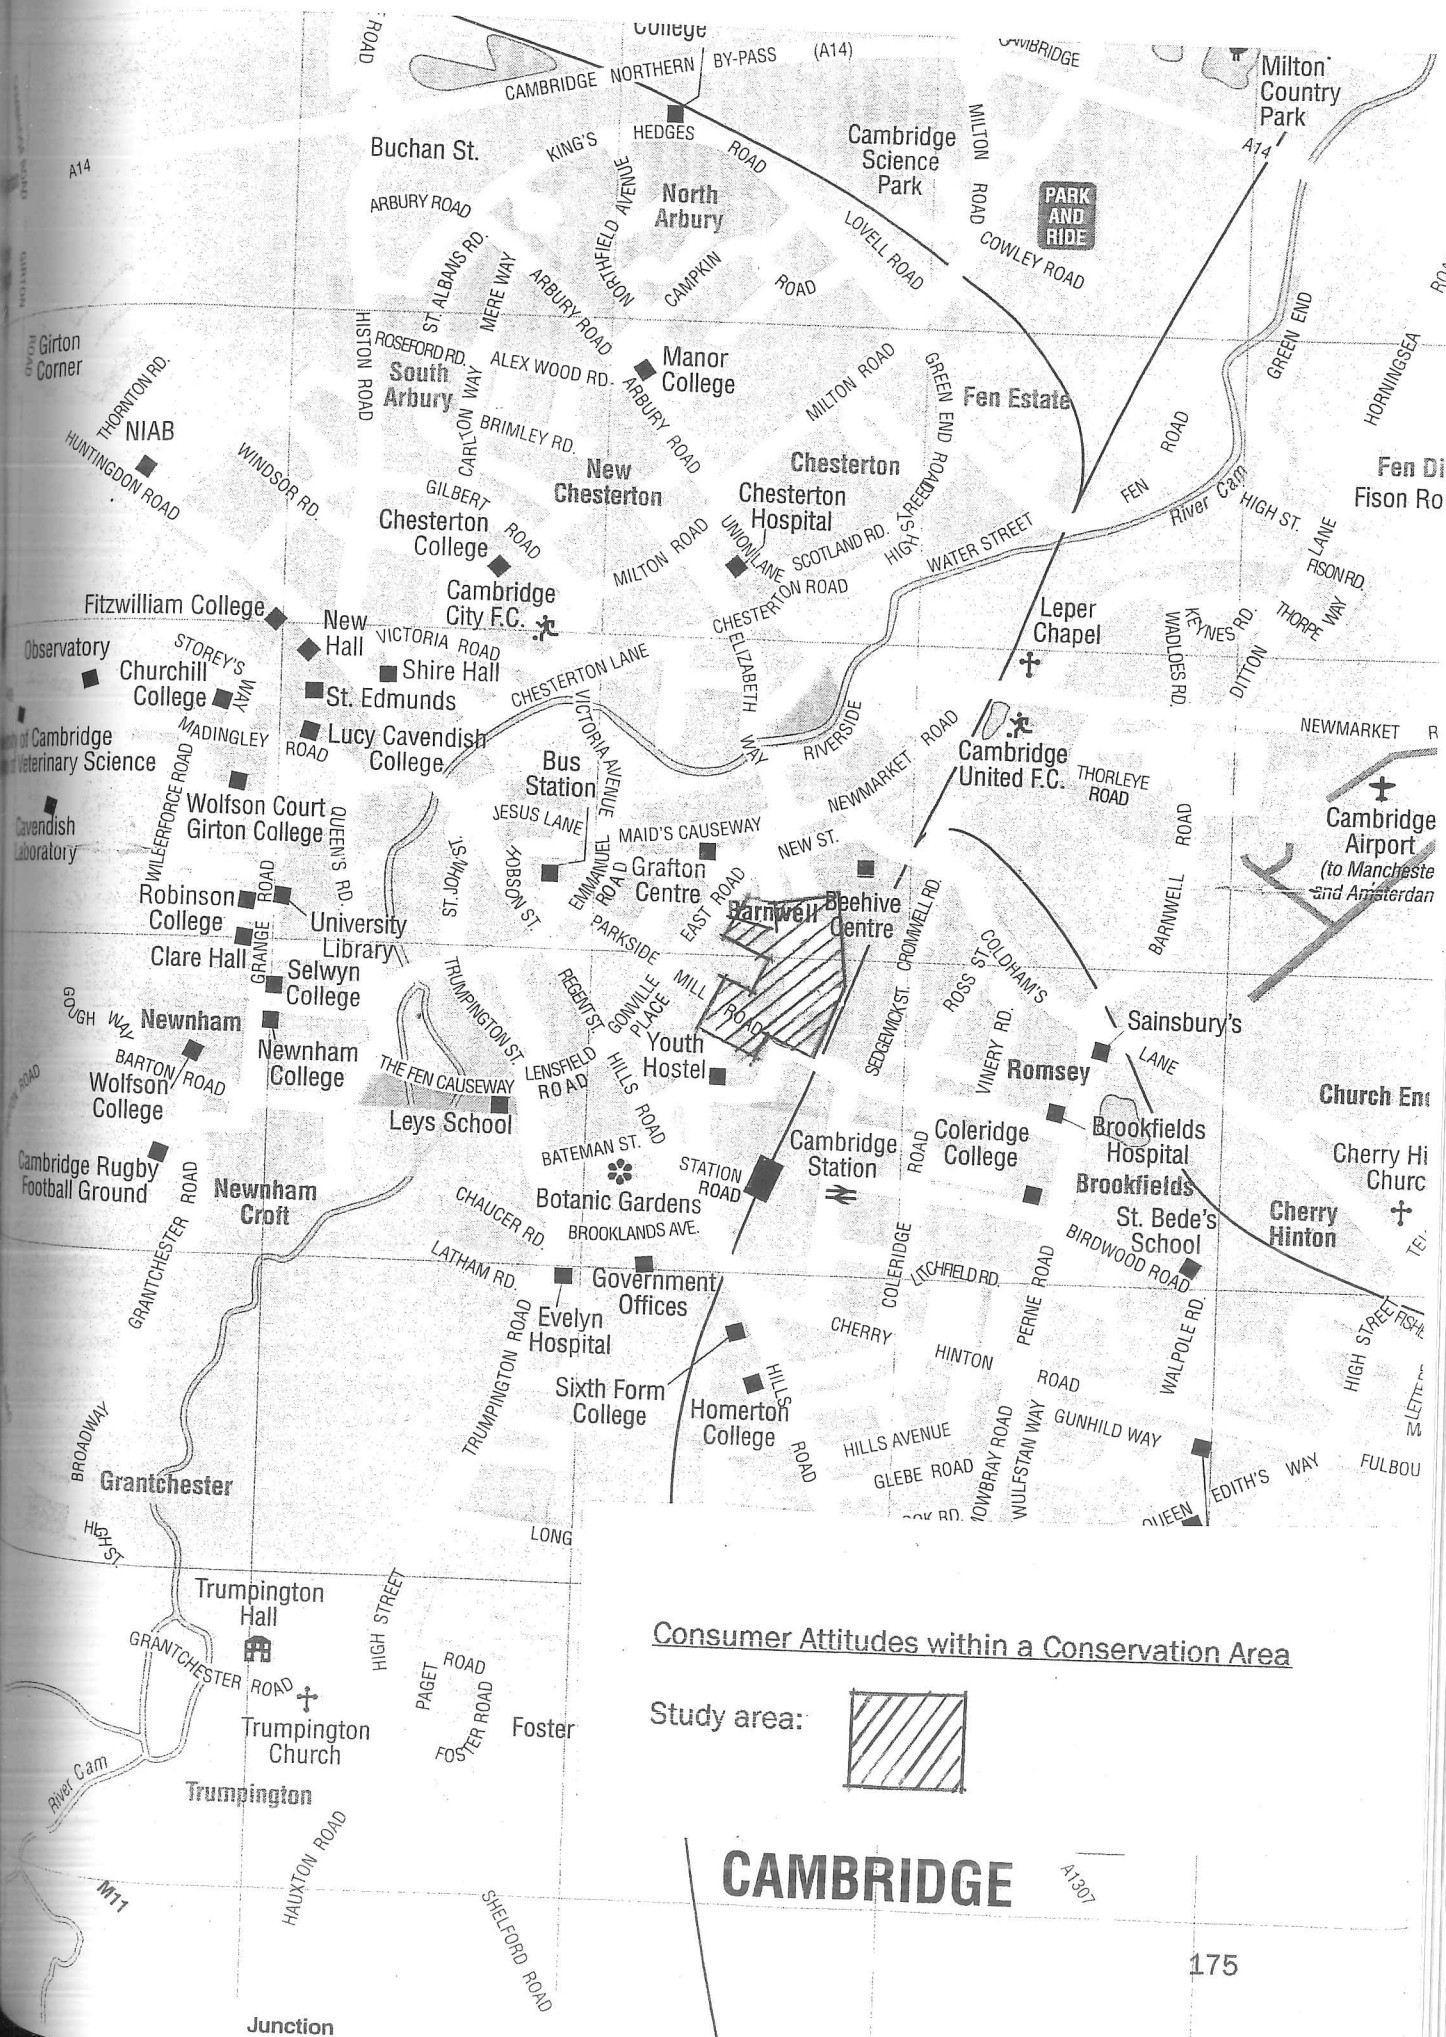 College
ROAD
CAMBRIDGE NORTHERN BY-PASS (A14)
CAMBRIDGE
Milton
Country
Park
A14
A14
HEDGES
KING'S
ROAD
Buchan St.
Cambridge
Science
Park
MILTON ROAD
PARK
AND
RIDE
ARBURY ROAD
North
Arbury
NORTHFIELD AVENUE
LOVELL ROAD
COWLEY ROAD
ST. ALBANS RD.
MERE WAY
ARBURY ROAD
CAMPKIN
ROAD
GREEN END
HORNINGSEA
Girton
Corner
ROAD
HISTON ROAD
ROSEFORD RD.
South
Arbury
ALEX WOOD RD.
Manor
College
MILTON ROAD
GREEN END ROAD
Fen Estate
THORNTON RD.
NIAB
HUNTINGDON ROAD
WINDSOR RD.
CARLTON WAY
BRIMLEY RD.
ARBURY ROAD
New
Chesterton
Chesterton
FEN
ROAD
River Cam
Fen Di
Fison Ro
GILBERT
ROAD
Chesterton
College
Chesterton
Hospital
UNION LANE
SCOTLAND RD.
HIGH STREET
WATER STREET
HIGH ST.
LANE
FISON RD.
MILTON ROAD
CHESTERTON ROAD
Cambridge
City F.C.
Fitzwilliam College
New
Hall
VICTORIA ROAD
Leper
Chapel
WADLOES RD.
KEYNES RD.
THORPE WAY
DITTON
Observatory
STOREY'S
WAY
Churchill
College
Shire Hall
St. Edmunds
CHESTERTON LANE
ELIZABETH
WAY
MADINGLEY
ROAD
Lucy Cavendish
College
VICTORIA AVENUE
RIVERSIDE
NEWMARKET ROAD
NEWMARKET R
of Cambridge
Veterinary Science
Bus
Station
Cambridge
United F.C.
THORLEYE
ROAD
Wolfson Court
Girton College
WILBERFORCE ROAD
QUEEN'S RD.
JESUS LANE
MAID'S CAUSEWAY
NEW ST.
Cambridge
Airport
(to Mancheste
and Amsterdan
Cavendish
Laboratory
ST. JOHN ST.
HOBSON ST.
EMMANUEL
ROAD
Grafton
Centre
EAST ROAD
BARNWELL ROAD
Robinson
College
GRANGE ROAD
University
Library
PARKSIDE
Barnwell
Beehive
Centre
CROMWELL RD.
Clare Hall
Selwyn
College
TRUMPINGTON ST.
REGENT ST.
GONVILLE
PLACE
MILL
ROAD
SEDGEWICK ST.
ROSS ST.
COLDHAM'S
LANE
GOUGH WAY
Newnham
Newnham
College
BARTON ROAD
Wolfson
College
THE FEN CAUSEWAY
LENSFIELD
ROAD
HILLS
ROAD
Youth
Hostel
VINERY RD.
Sainsbury's
Romsey
Leys School
Church End
Cambridge Rugby
Football Ground
GRANTCHESTER ROAD
Newnham
Croft
BATEMAN ST.
Botanic Gardens
STATION
ROAD
Cambridge
Station
Coleridge
College
Brookfields
Hospital
Brookfields
Cherry Hi
Churc
CHAUCER RD.
BROOKLANDS AVE.
COLERIDGE ROAD
St. Bede's
School
BIRDWOOD ROAD
Cherry
Hinton
LATHAM RD.
Government
Offices
LITCHFIELD RD.
PERNE ROAD
WALPOLE RD.
HIGH STREET
Evelyn
Hospital
TRUMPINGTON ROAD
CHERRY
HINTON
ROAD
Sixth Form
College
Homerton
College
HILLS
ROAD
BROADWAY
HILLS AVENUE
GLEBE ROAD
MOWBRAY ROAD
WULFSTAN WAY
GUNHILD WAY
QUEEN
EDITH'S WAY
FULBOU
Grantchester
HIGH ST.
LONG
Trumpington
Hall
HIGH STREET
GRANTCHESTER ROAD
PAGET
ROAD
FOSTER ROAD
Foster
Trumpington
Church
River Cam
Trumpington
HAUXTON ROAD
M11
SHELFORD ROAD
Junction
Consumer Attitudes within a Conservation Area
Study area:
CAMBRIDGE
A1307
175